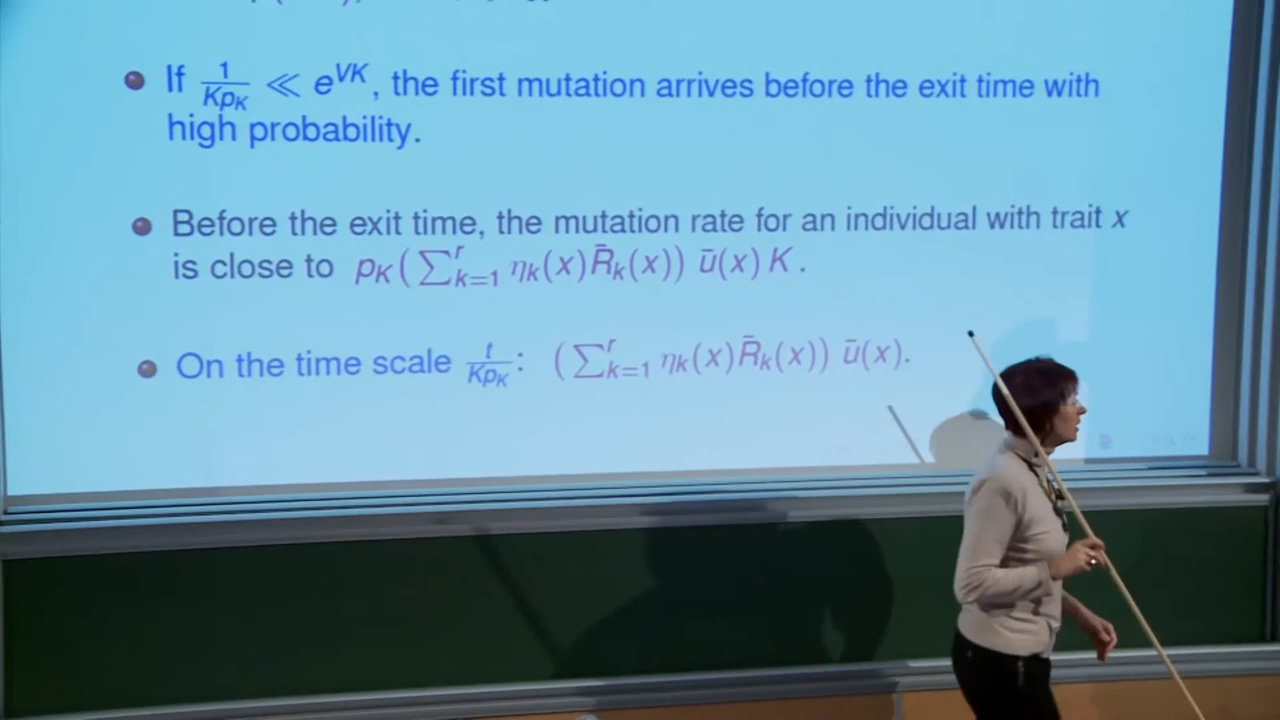 If 1/(Kp_K) ≪ e^{VK}, the first mutation arrives before the exit time with
high probability.
Before the exit time, the mutation rate for an individual with trait x
is close to p_K(∑_{k=1}^{r} η_k(x)R̄_k(x)) ū(x) K.
On the time scale t/(Kp_K): (∑_{k=1}^{r} η_k(x)R̄_k(x)) ū(x).